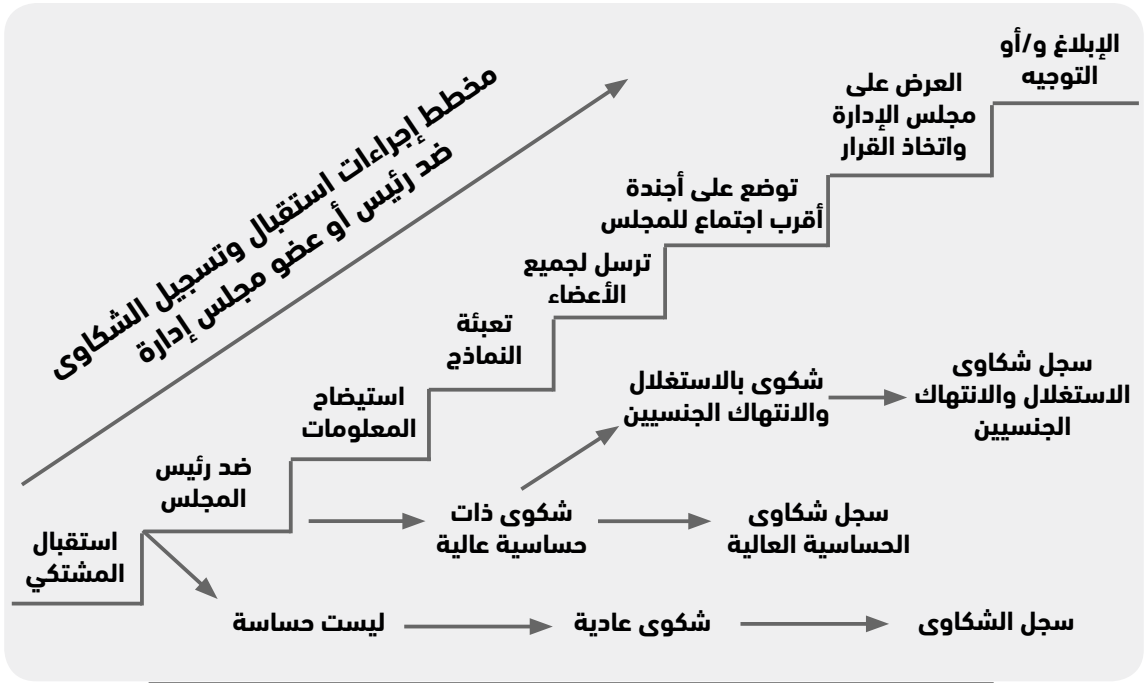 مخطط إجراءات استقبال وتسجيل الشكاوى
ضد رئيس أو عضو مجلس إدارة
استقبال
المشتكي
ضد رئيس
المجلس
استيضاح
المعلومات
تعبئة
النماذج
ترسل لجميع
الأعضاء
توضع على أجندة
أقرب اجتماع للمجلس
العرض على
مجلس الإدارة
واتخاذ القرار
الإبلاغ و/أو
التوجيه
شكوى ذات
حساسية عالية
شكوى بالاستغلال
والانتهاك الجنسيين
سجل شكاوى
الاستغلال والانتهاك
الجنسيين
سجل شكاوى
الحساسية العالية
ليست حساسة
شكوى عادية
سجل الشكاوى